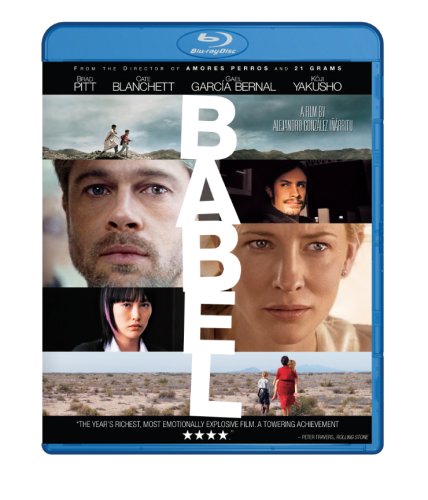 Blu-ray Disc
FROM THE DIRECTOR OF AMORES PERROS AND 21 GRAMS
BRAD PITT
CATE BLANCHETT
GAEL GARCÍA BERNAL
KÔJI YAKUSHO
A FILM BY
ALEJANDRO GONZÁLEZ IÑÁRRITU
BABEL
"THE YEAR'S RICHEST, MOST EMOTIONALLY EXPLOSIVE FILM. A TOWERING ACHIEVEMENT"
★★★★
– PETER TRAVERS, ROLLING STONE